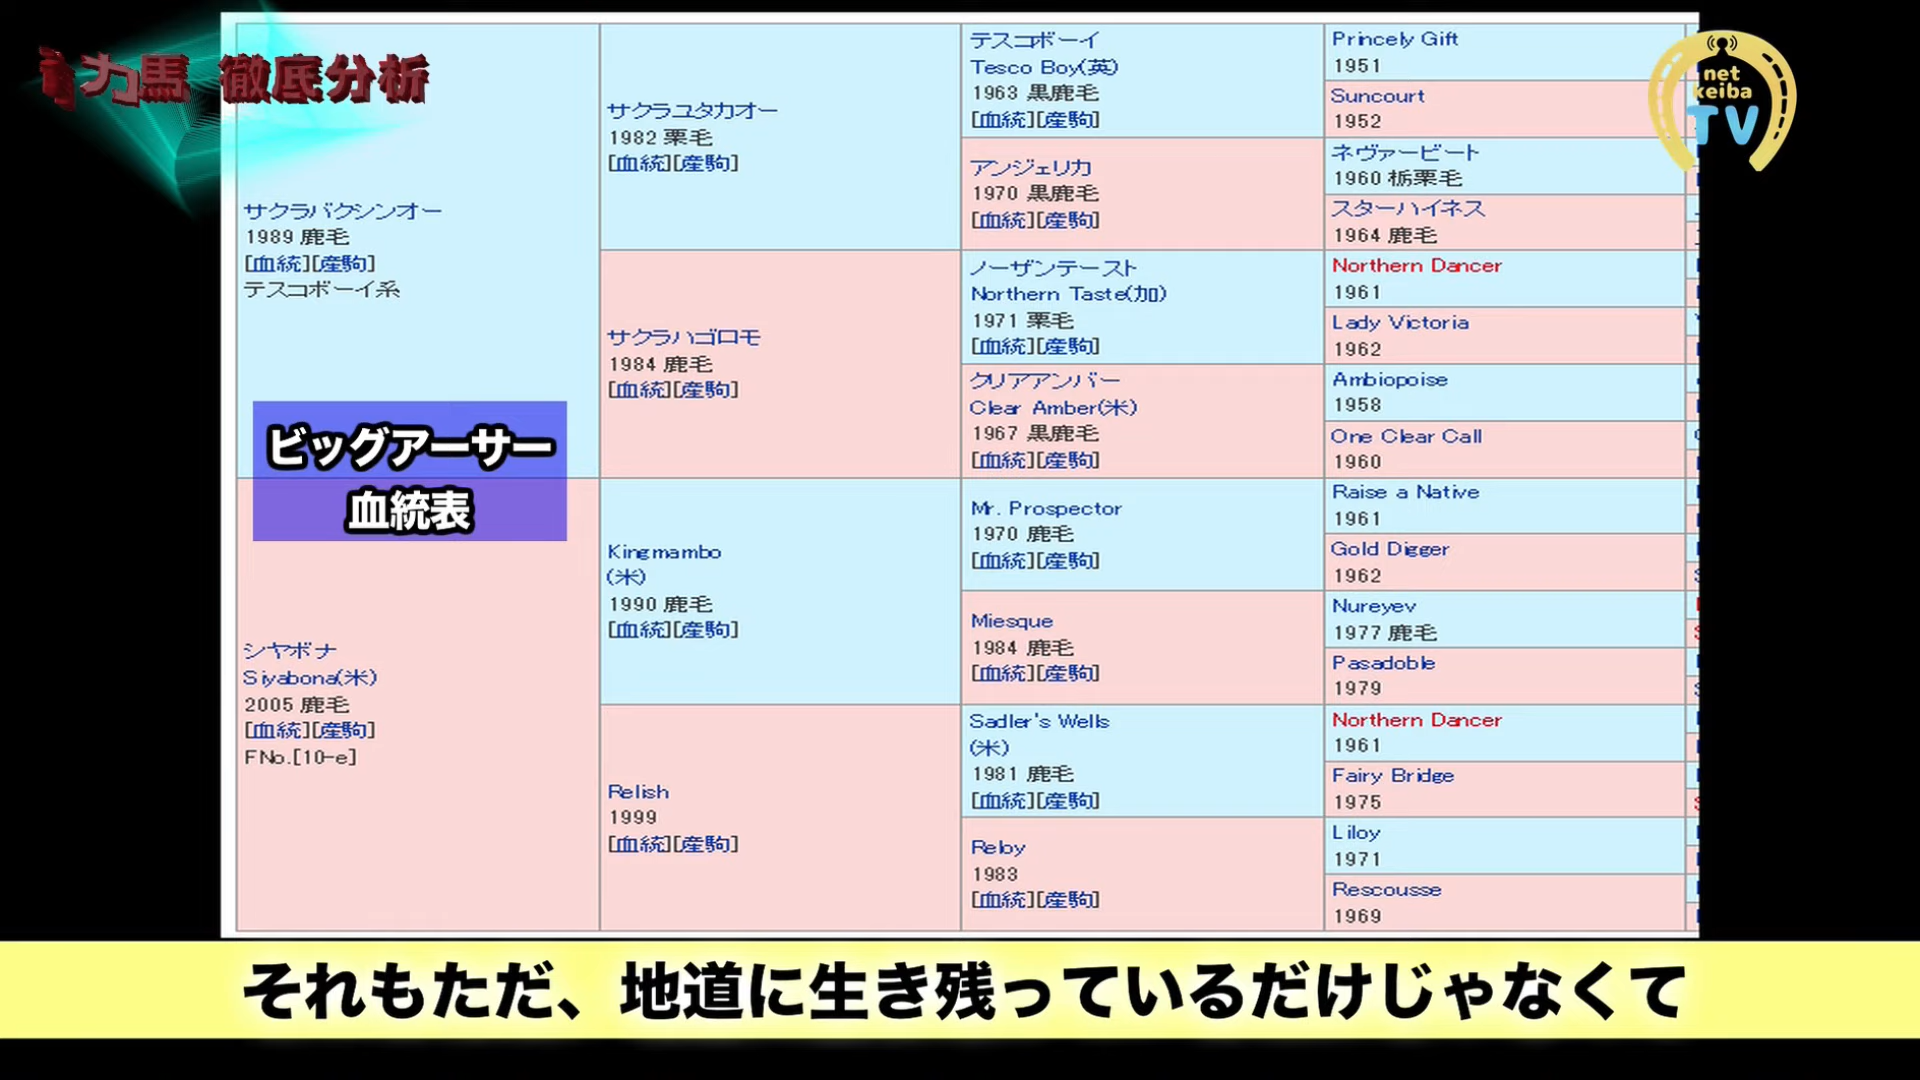 力馬 徹底分析
net
keiba
TV
サクラバクシンオー
1989 鹿毛
[血統][産駒]
テスコボーイ系
ビッグアーサー
血統表
シヤボナ
Siyabona(米)
2005 鹿毛
[血統][産駒]
FNo.[10-e]
サクラユタカオー
1982 栗毛
[血統][産駒]
サクラハゴロモ
1984 鹿毛
[血統][産駒]
Kingmambo
(米)
1990 鹿毛
[血統][産駒]
Relish
1999
[血統][産駒]
テスコボーイ
Tesco Boy(英)
1963 黒鹿毛
[血統][産駒]
アンジェリカ
1970 黒鹿毛
[血統][産駒]
ノーザンテースト
Northern Taste(加)
1971 栗毛
[血統][産駒]
クリアアンバー
Clear Amber(米)
1967 黒鹿毛
[血統][産駒]
Mr. Prospector
1970 鹿毛
[血統][産駒]
Miesque
1984 鹿毛
[血統][産駒]
Sadler's Wells
(米)
1981 鹿毛
[血統][産駒]
Reloy
1983
[血統][産駒]
Princely Gift
1951
Suncourt
1952
ネヴァービート
1960 栃栗毛
スターハイネス
1964 鹿毛
Northern Dancer
1961
Lady Victoria
1962
Ambiopoise
1958
One Clear Call
1960
Raise a Native
1961
Gold Digger
1962
Nureyev
1977 鹿毛
Pasadoble
1979
Northern Dancer
1961
Fairy Bridge
1975
Liloy
1971
Rescousse
1969
それもただ、地道に生き残っているだけじゃなくて